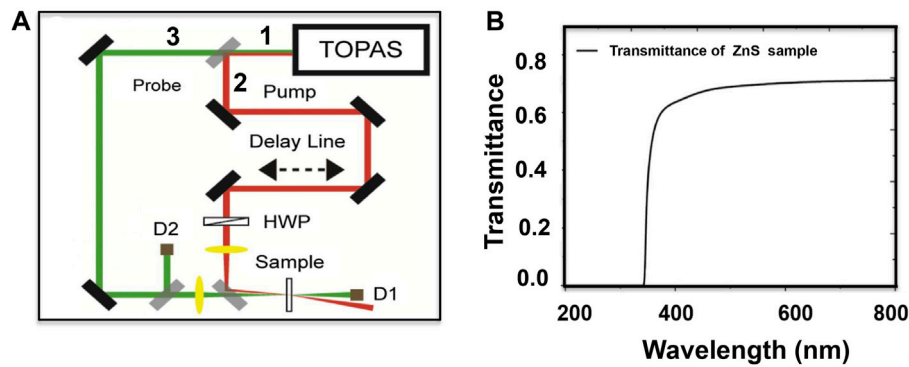 A
3
1
TOPAS
2
Probe
Pump
Delay Line
HWP
D2
Sample
D1
B
Transmittance of ZnS sample
0.8
0.6
0.4
0.2
0.0
Transmittance
200
400
600
800
Wavelength (nm)